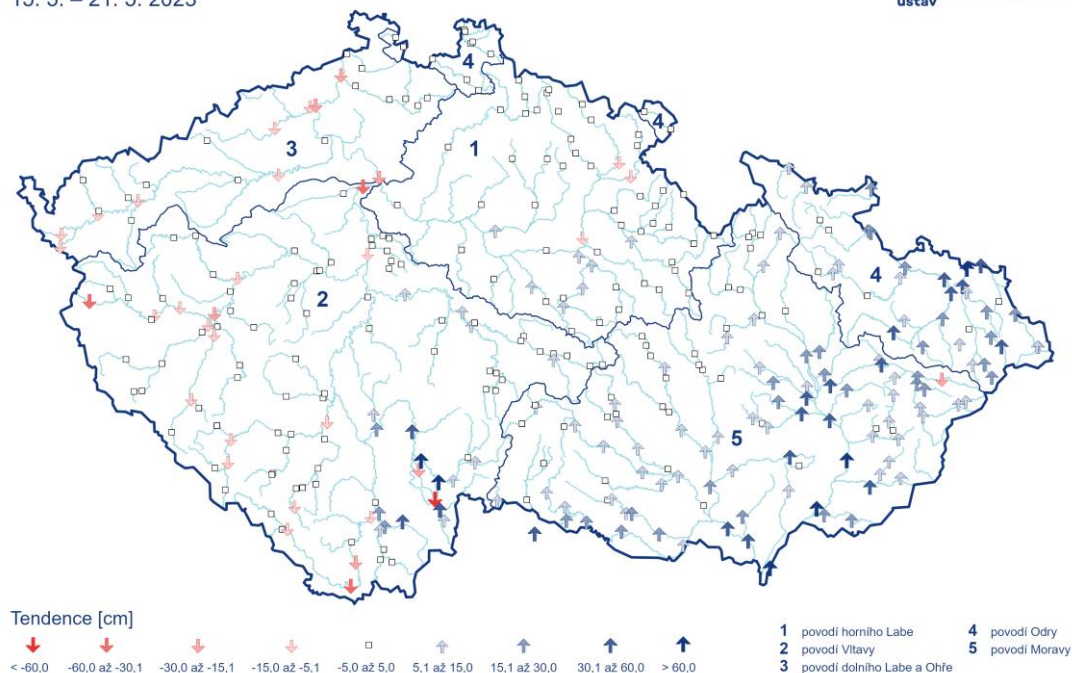 ústav
4
4
3
1
4
2
5
Tendence [cm]
< -60,0 -60,0 až -30,1 -30,0 až -15,1 -15,0 až -5,1 -5,0 až 5,0 5,1 až 15,0 15,1 až 30,0 30,1 až 60,0 > 60,0
1 povodí horního Labe
2 povodí Vltavy
3 povodí dolního Labe a Ohře
4 povodí Odry
5 povodí Moravy